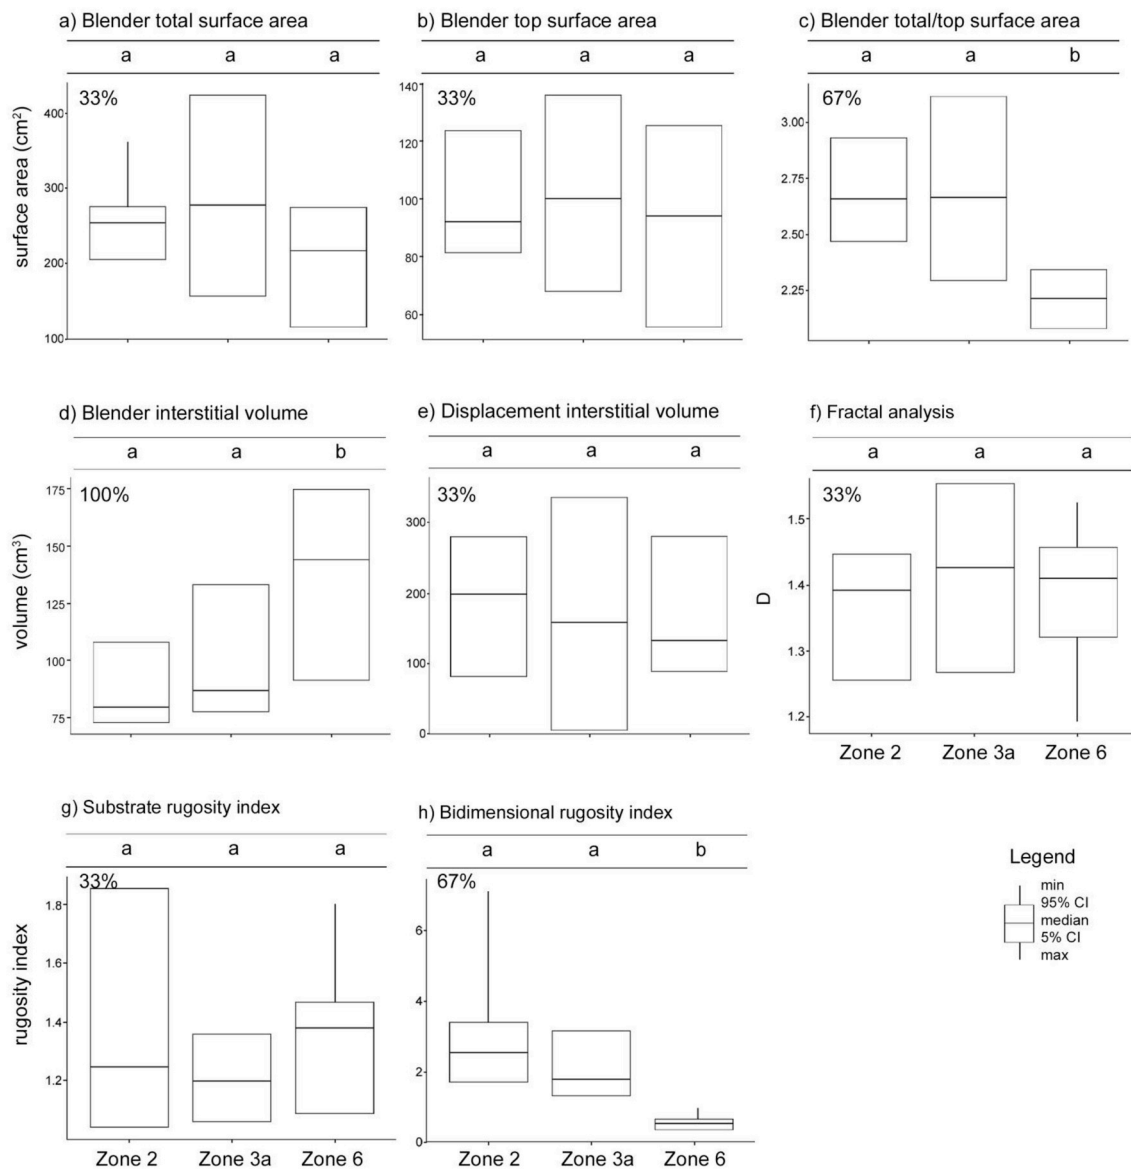 a) Blender total surface area
b) Blender top surface area
c) Blender total/top surface area
a a a
a a a
a a b
33%
33%
67%
surface area (cm²)
400
300
200
100
140
120
100
80
60
3.00
2.75
2.50
2.25
d) Blender interstitial volume
e) Displacement interstitial volume
f) Fractal analysis
a a b
a a a
a a a
100%
33%
33%
volume (cm³)
175
150
125
100
75
300
200
100
0
D
1.5
1.4
1.3
1.2
Zone 2 Zone 3a Zone 6
g) Substrate rugosity index
h) Bidimensional rugosity index
a a a
a a b
33%
67%
rugosity index
1.8
1.6
1.4
1.2
6
4
2
0
Zone 2 Zone 3a Zone 6
Zone 2 Zone 3a Zone 6
Legend
min
95% CI
median
5% CI
max